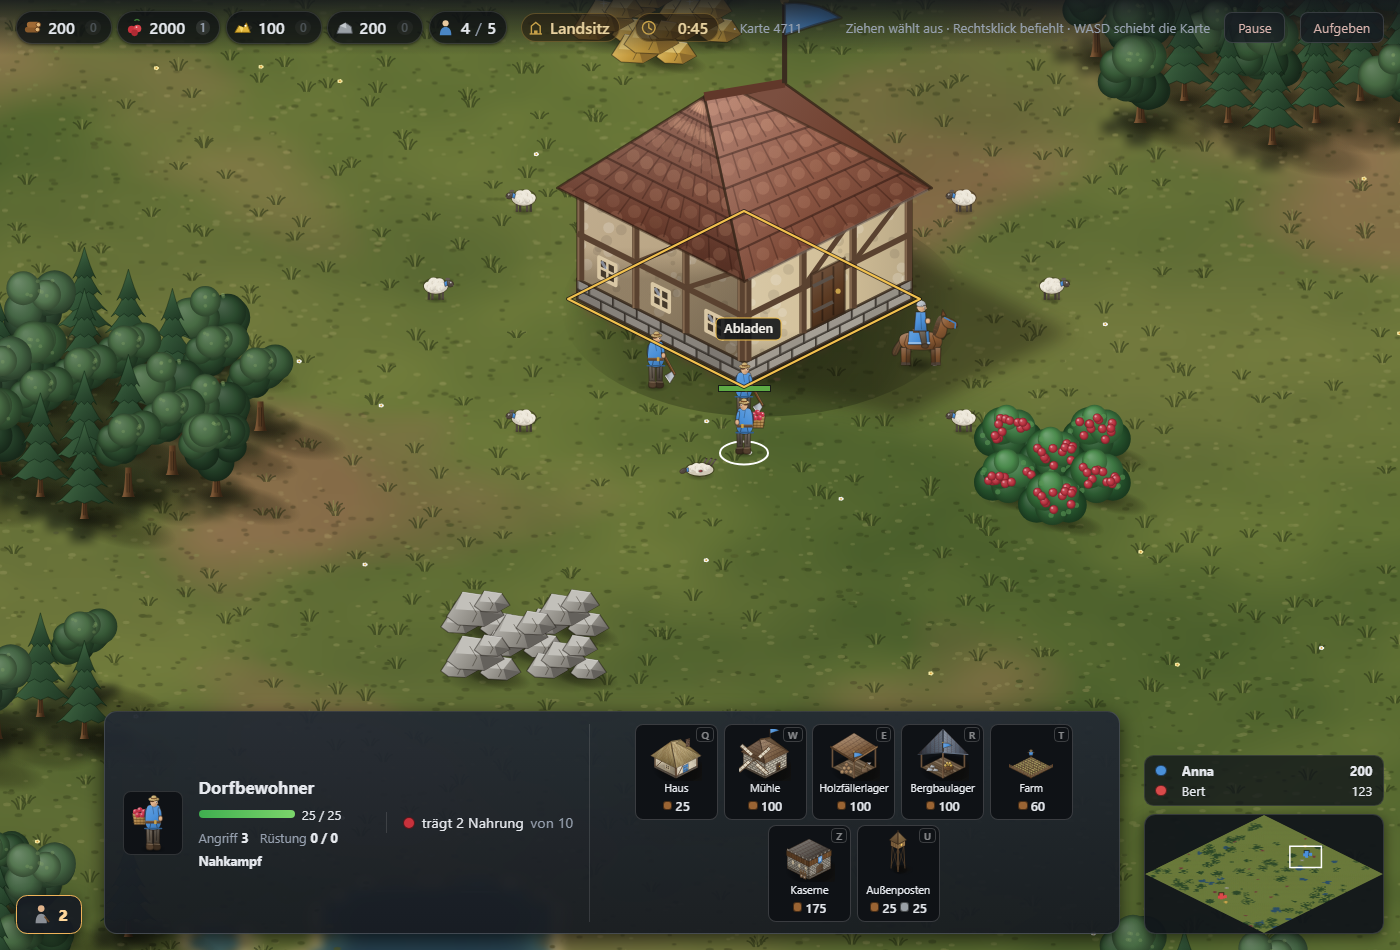 200 0 2000 1 100 0 200 0 4 / 5 Landsitz 0:45 · Karte 4711 Ziehen wählt aus · Rechtsklick befiehlt · WASD schiebt die Karte Pause Aufgeben
Abladen
Q W E R T
Haus Mühle Holzfällerlager Bergbaulager Farm
25 100 100 100 60
Dorfbewohner
25 / 25
trägt 2 Nahrung von 10
Angriff 3 Rüstung 0 / 0
Nahkampf
Z U
Kaserne Außenposten
175 25 25
Anna 200
Bert 123
2